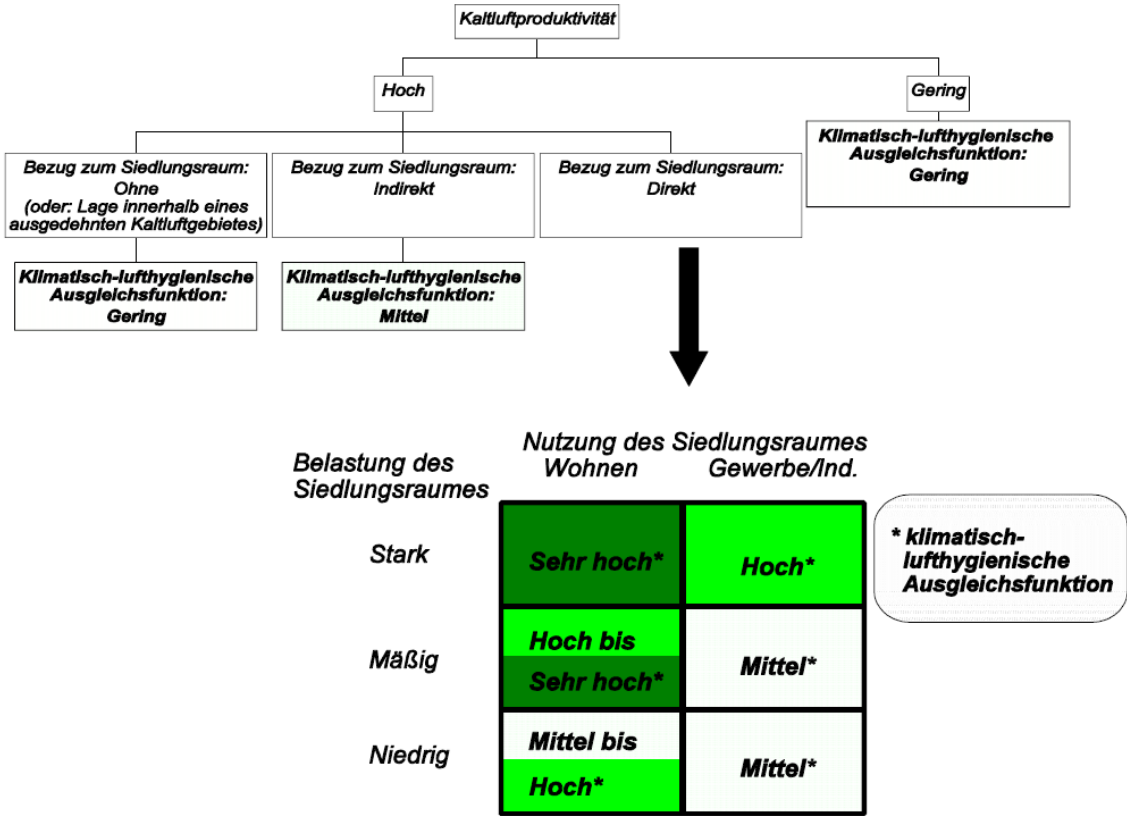 Kaltluftproduktivität
Hoch
Gering
Klimatisch-lufthygienische
Ausgleichsfunktion:
Gering
Bezug zum Siedlungsraum:
Ohne
(oder: Lage innerhalb eines
ausgedehnten Kaltluftgebietes)
Bezug zum Siedlungsraum:
Indirekt
Bezug zum Siedlungsraum:
Direkt
Klimatisch-lufthygienische
Ausgleichsfunktion:
Gering
Klimatisch-lufthygienische
Ausgleichsfunktion:
Mittel
Nutzung des Siedlungsraumes
Wohnen Gewerbe/Ind.
Belastung des
Siedlungsraumes
Stark
Sehr hoch*
Hoch*
* klimatisch-
lufthygienische
Ausgleichsfunktion
Mäßig
Hoch bis
Sehr hoch*
Mittel*
Niedrig
Mittel bis
Hoch*
Mittel*